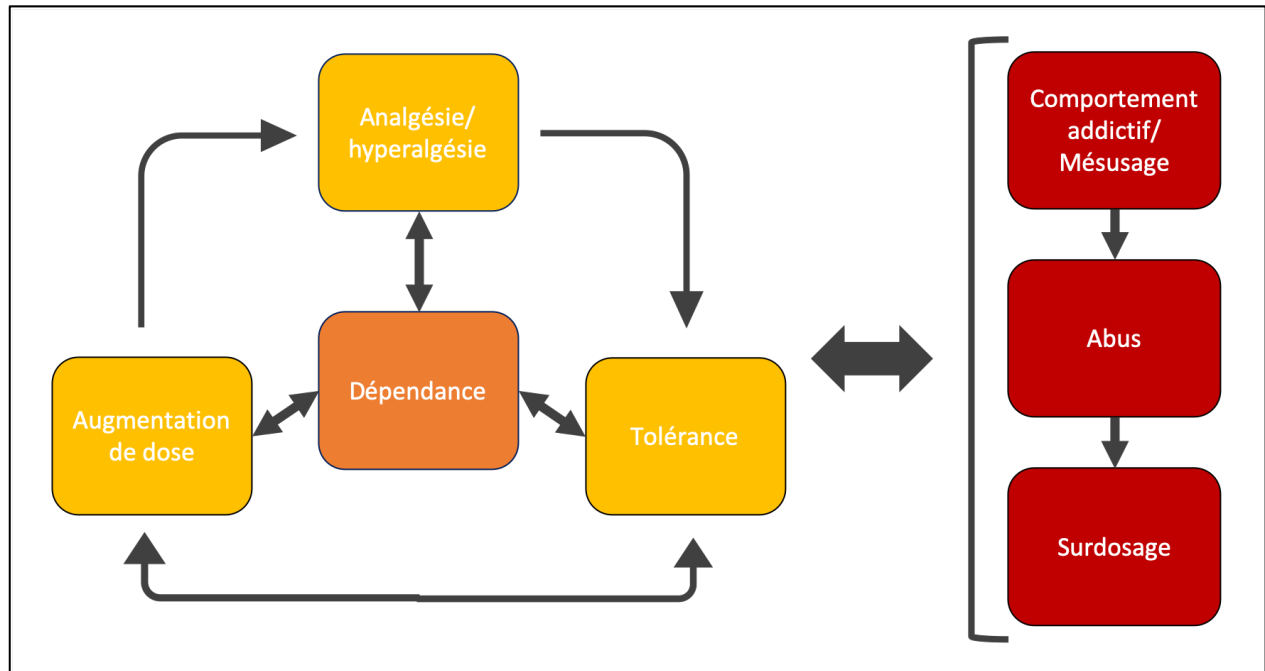 Analgésie/
hyperalgésie
Dépendance
Augmentation
de dose
Tolérance
Comportement
addictif/
Mésusage
Abus
Surdosage